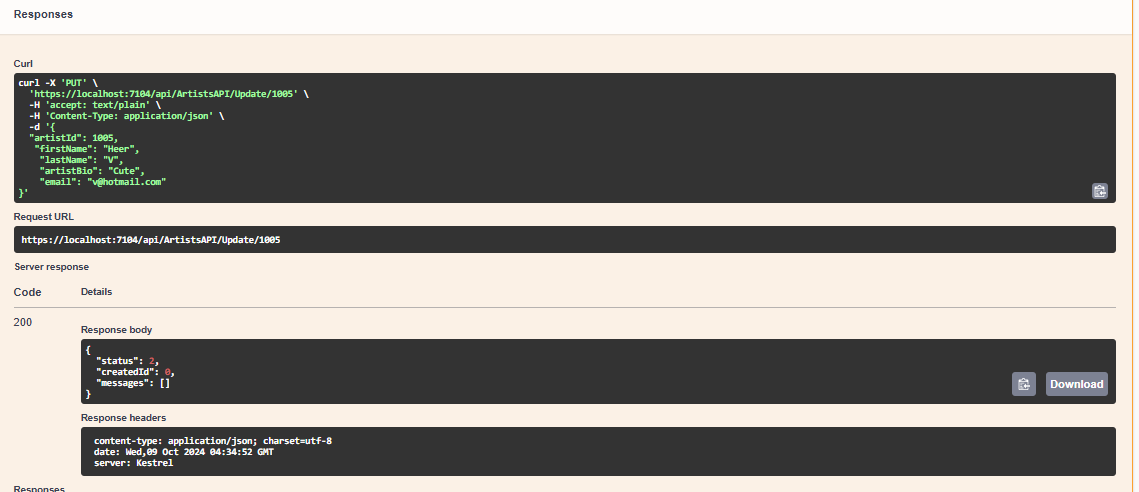 Responses
Curl
curl -X 'PUT' \
  'https://localhost:7104/api/ArtistsAPI/Update/1005' \
  -H 'accept: text/plain' \
  -H 'Content-Type: application/json' \
  -d '{
  "artistId": 1005,
   "firstName": "Heer",
    "lastName": "V",
    "artistBio": "Cute",
    "email": "v@hotmail.com"
}'
Request URL
https://localhost:7104/api/ArtistsAPI/Update/1005
Server response
Code Details
200
Response body
{
  "status": 2,
  "createdId": 0,
  "messages": []
}
Download
Response headers
content-type: application/json; charset=utf-8
date: Wed,09 Oct 2024 04:34:52 GMT
server: Kestrel
Responses